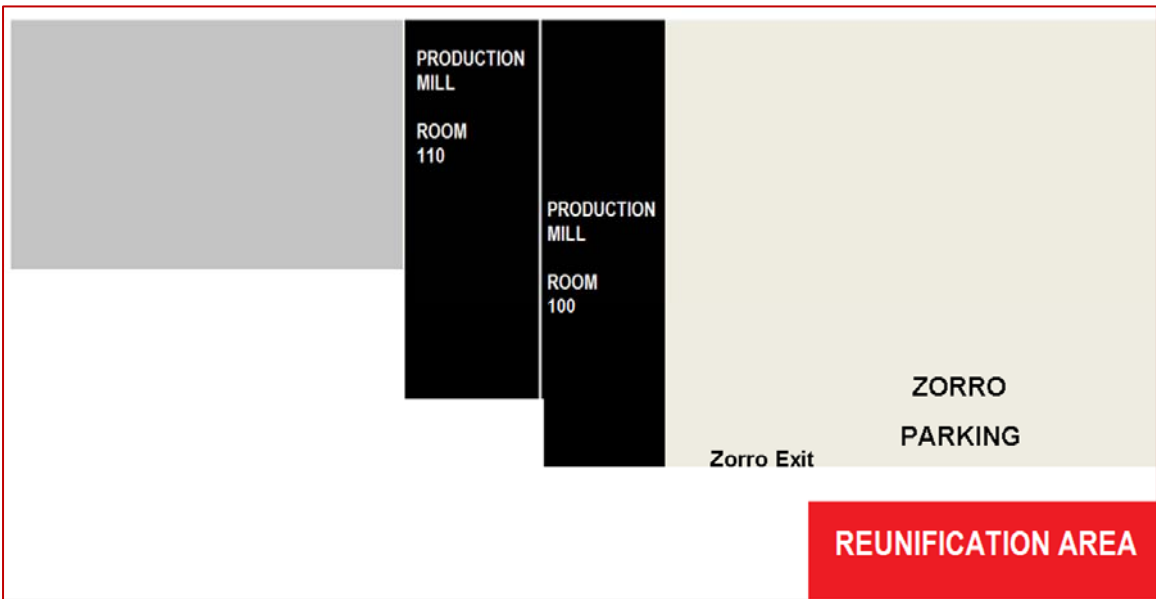 PRODUCTION
MILL
ROOM
110
PRODUCTION
MILL
ROOM
100
ZORRO
PARKING
Zorro Exit
REUNIFICATION AREA